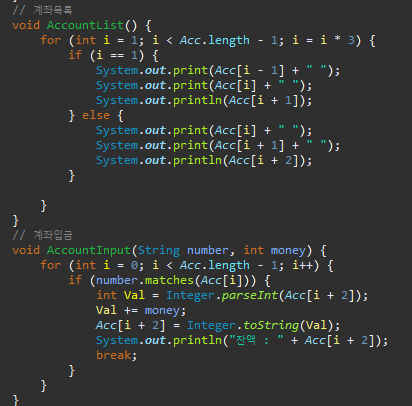 // 계좌목록
void AccountList() {
    for (int i = 1; i < Acc.length - 1; i = i * 3) {
        if (i == 1) {
            System.out.print(Acc[i - 1] + " ");
            System.out.print(Acc[i] + " ");
            System.out.println(Acc[i + 1]);
        } else {
            System.out.print(Acc[i] + " ");
            System.out.print(Acc[i + 1] + " ");
            System.out.println(Acc[i + 2]);
        }

    }
}
// 계좌입금
void AccountInput(String number, int money) {
    for (int i = 0; i < Acc.length - 1; i++) {
        if (number.matches(Acc[i])) {
            int Val = Integer.parseInt(Acc[i + 2]);
            Val += money;
            Acc[i + 2] = Integer.toString(Val);
            System.out.println("잔액 : " + Acc[i + 2]);
            break;
        }
    }
}